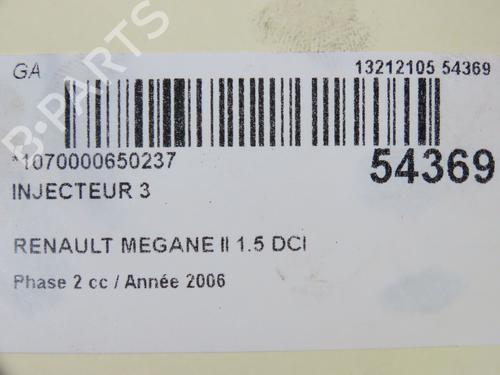 GA
13212105 54369
*1070000650237
54369
INJECTEUR 3
RENAULT MEGANE II 1.5 DCI
Phase 2 cc / Année 2006
B-PARTS